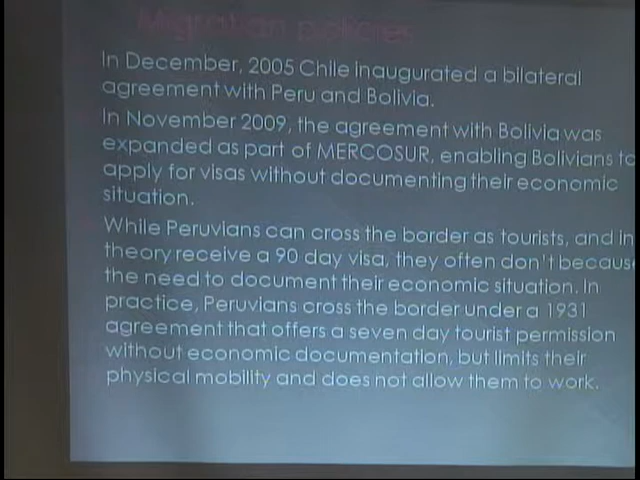 Migration policies
In December, 2005 Chile inaugurated a bilateral
agreement with Peru and Bolivia.
In November 2009, the agreement with Bolivia was
expanded as part of MERCOSUR, enabling Bolivians to
apply for visas without documenting their economic
situation.
While Peruvians can cross the border as tourists, and in
theory receive a 90 day visa, they often don't because
the need to document their economic situation. In
practice, Peruvians cross the border under a 1931
agreement that offers a seven day tourist permission
without economic documentation, but limits their
physical mobility and does not allow them to work.